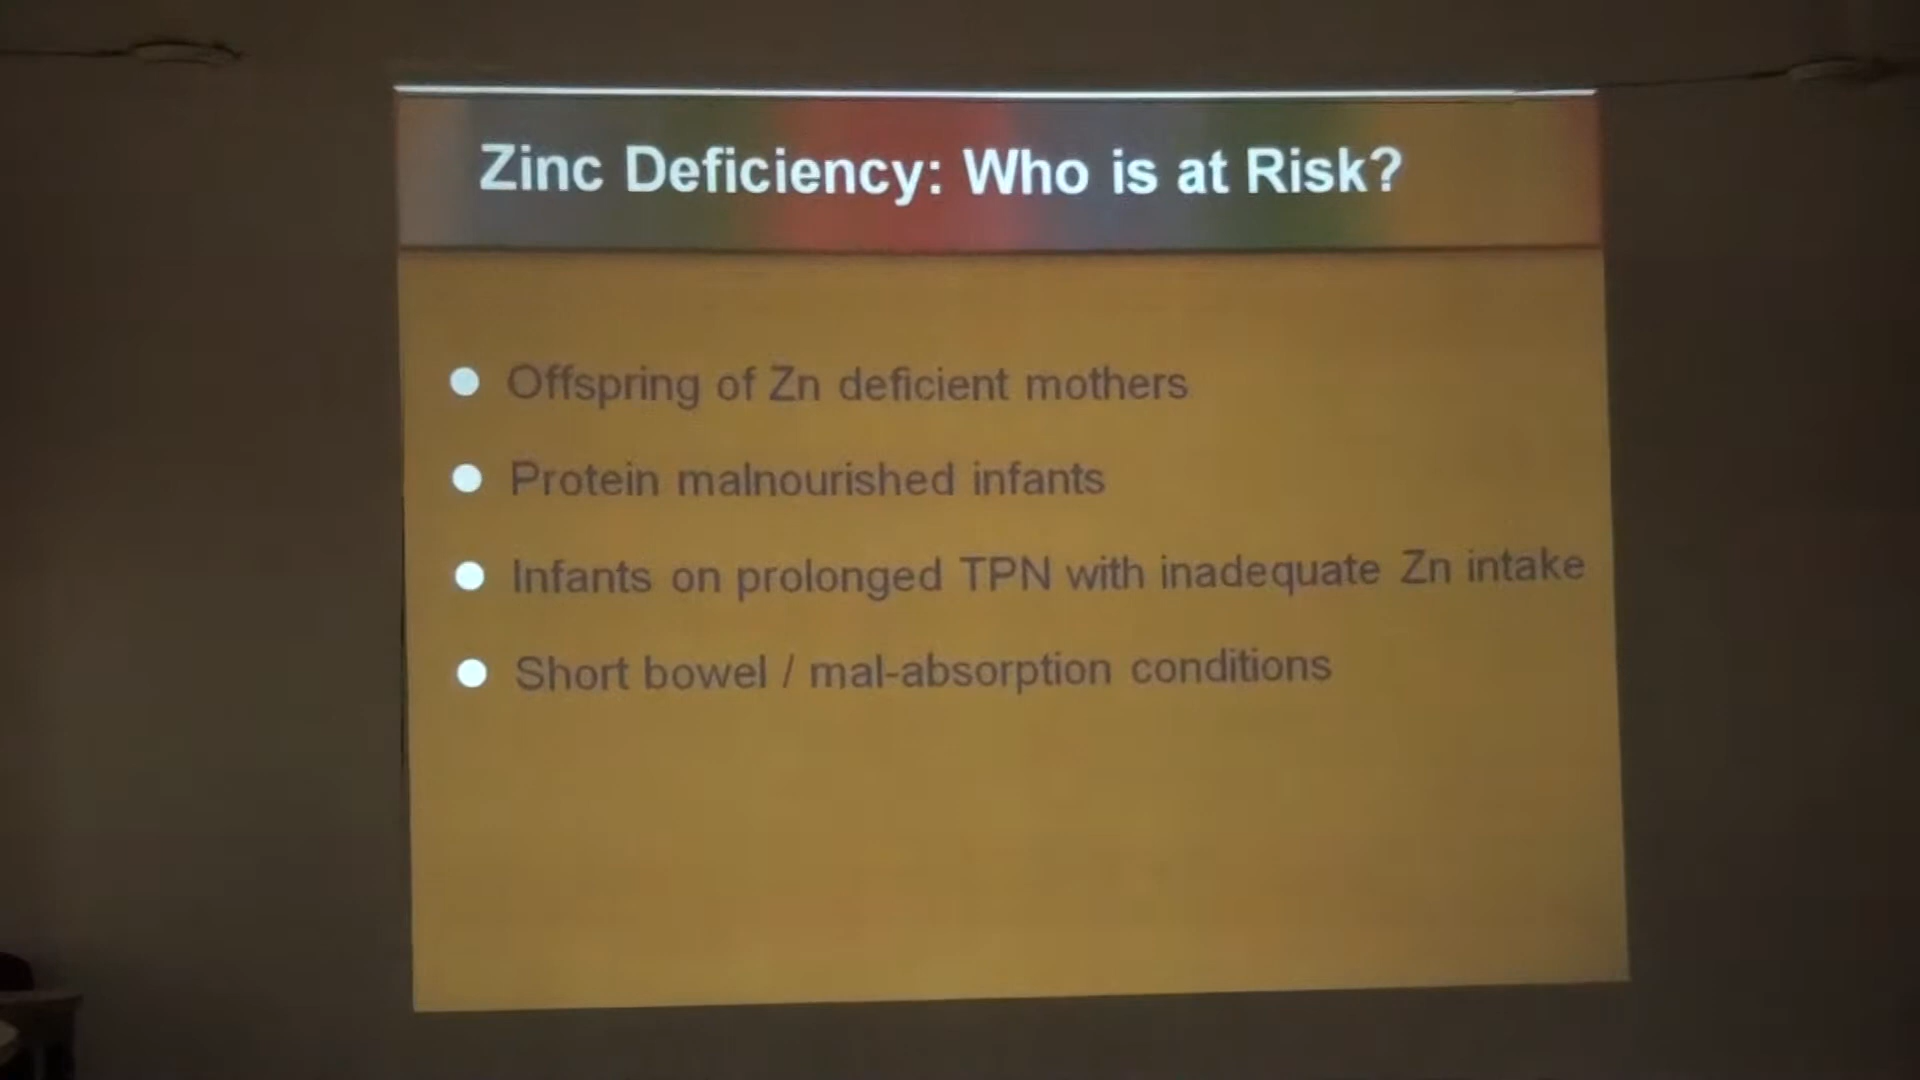 Zinc Deficiency: Who is at Risk?
Offspring of Zn deficient mothers
Protein malnourished infants
Infants on prolonged TPN with inadequate Zn intake
Short bowel / mal-absorption conditions